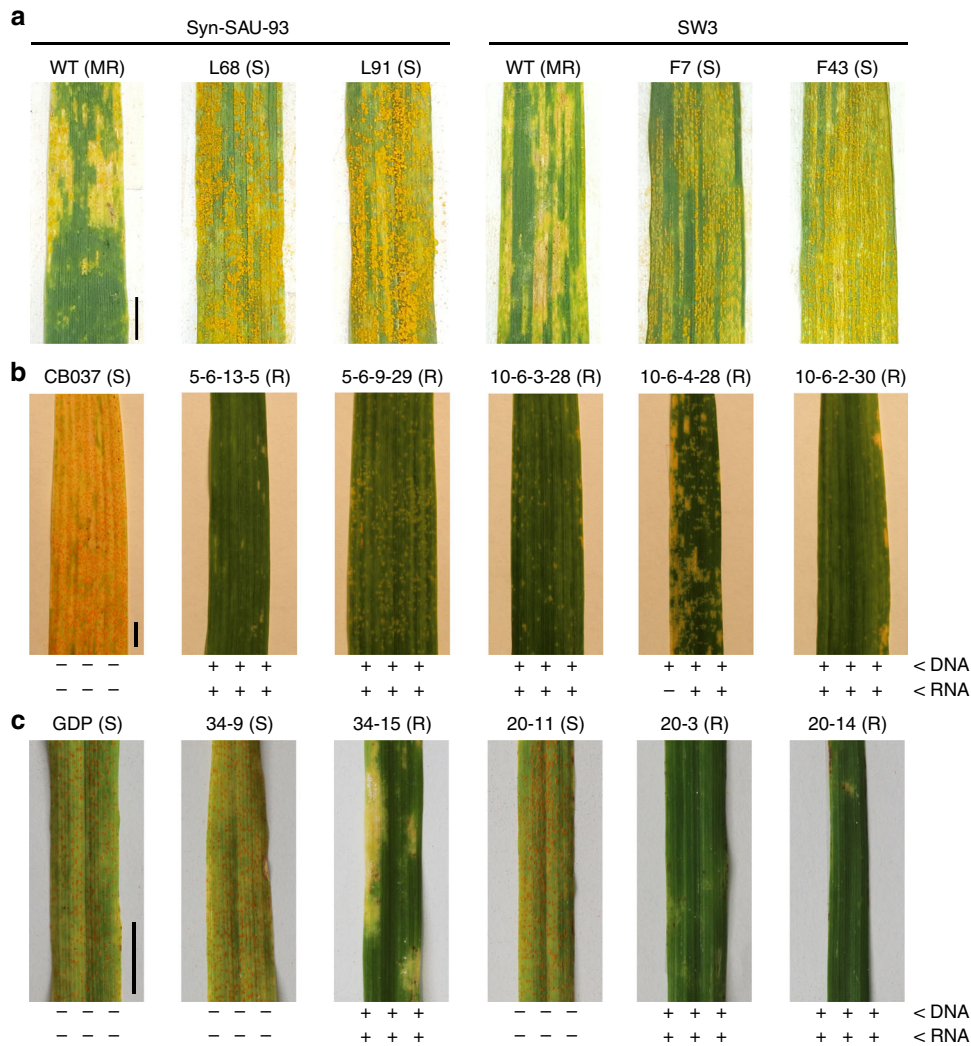 a
Syn-SAU-93 SW3
WT (MR) L68 (S) L91 (S) WT (MR) F7 (S) F43 (S)
b
CB037 (S) 5-6-13-5 (R) 5-6-9-29 (R) 10-6-3-28 (R) 10-6-4-28 (R) 10-6-2-30 (R)
− − − + + + + + + + + + + + + + + + < DNA
− − − + + + + + + + + + − + + + + + < RNA
c
GDP (S) 34-9 (S) 34-15 (R) 20-11 (S) 20-3 (R) 20-14 (R)
− − − − − − + + + − − − + + + + + + < DNA
− − − − − − + + + − − − + + + + + + < RNA